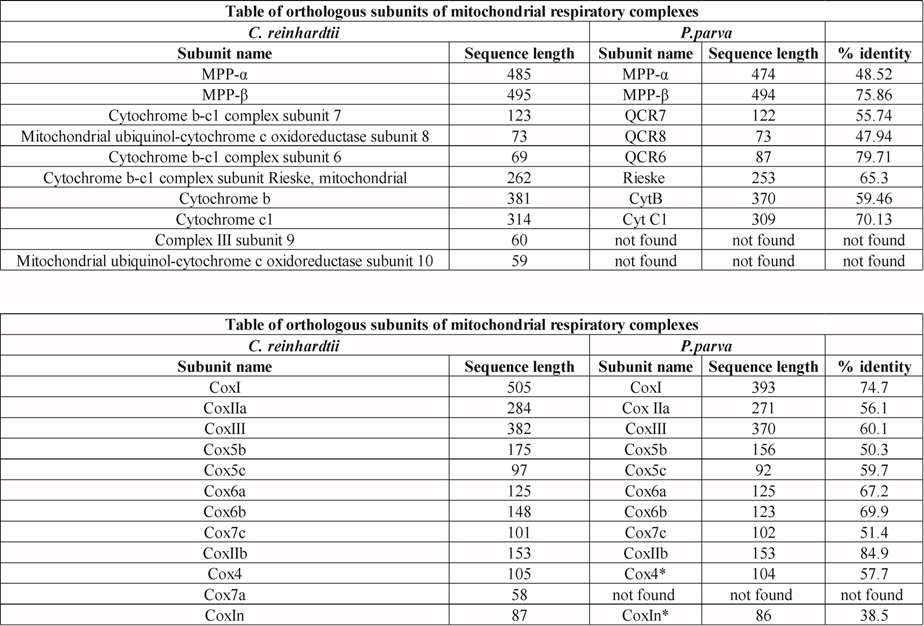 Table of orthologous subunits of mitochondrial respiratory complexes
C. reinhardtii P.parva
Subunit name Sequence length Subunit name Sequence length % identity
MPP-α 485 MPP-α 474 48.52
MPP-β 495 MPP-β 494 75.86
Cytochrome b-c1 complex subunit 7 123 QCR7 122 55.74
Mitochondrial ubiquinol-cytochrome c oxidoreductase subunit 8 73 QCR8 73 47.94
Cytochrome b-c1 complex subunit 6 69 QCR6 87 79.71
Cytochrome b-c1 complex subunit Rieske, mitochondrial 262 Rieske 253 65.3
Cytochrome b 381 CytB 370 59.46
Cytochrome c1 314 Cyt C1 309 70.13
Complex III subunit 9 60 not found not found not found
Mitochondrial ubiquinol-cytochrome c oxidoreductase subunit 10 59 not found not found not found
Table of orthologous subunits of mitochondrial respiratory complexes
C. reinhardtii P.parva
Subunit name Sequence length Subunit name Sequence length % identity
CoxI 505 CoxI 393 74.7
CoxIIa 284 Cox IIa 271 56.1
CoxIII 382 CoxIII 370 60.1
Cox5b 175 Cox5b 156 50.3
Cox5c 97 Cox5c 92 59.7
Cox6a 125 Cox6a 125 67.2
Cox6b 148 Cox6b 123 69.9
Cox7c 101 Cox7c 102 51.4
CoxIIb 153 CoxIIb 153 84.9
Cox4 105 Cox4* 104 57.7
Cox7a 58 not found not found not found
CoxIn 87 CoxIn* 86 38.5